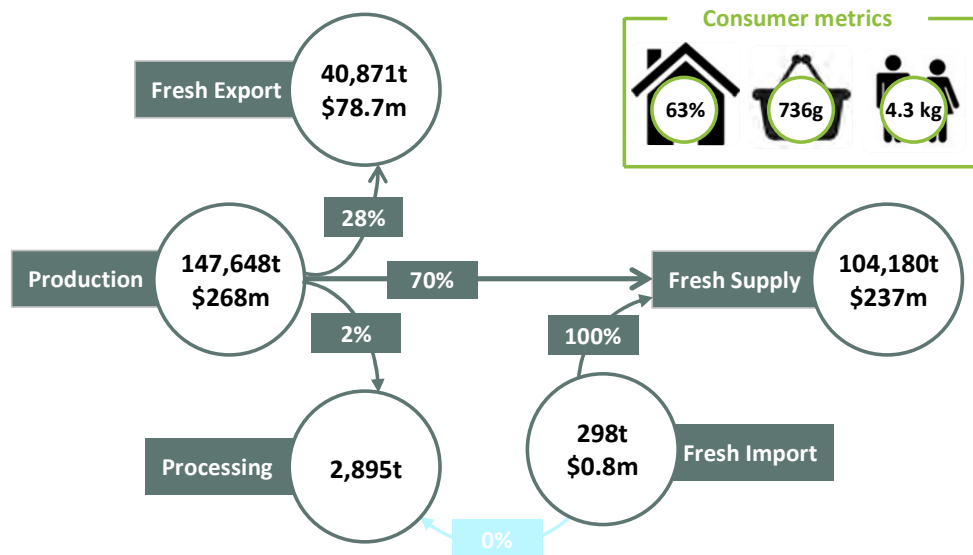 Consumer metrics
63%
736g
4.3 kg
Fresh Export
40,871t
$78.7m
28%
Production
147,648t
$268m
70%
Fresh Supply
104,180t
$237m
2%
100%
Processing
2,895t
298t
$0.8m
Fresh Import
0%